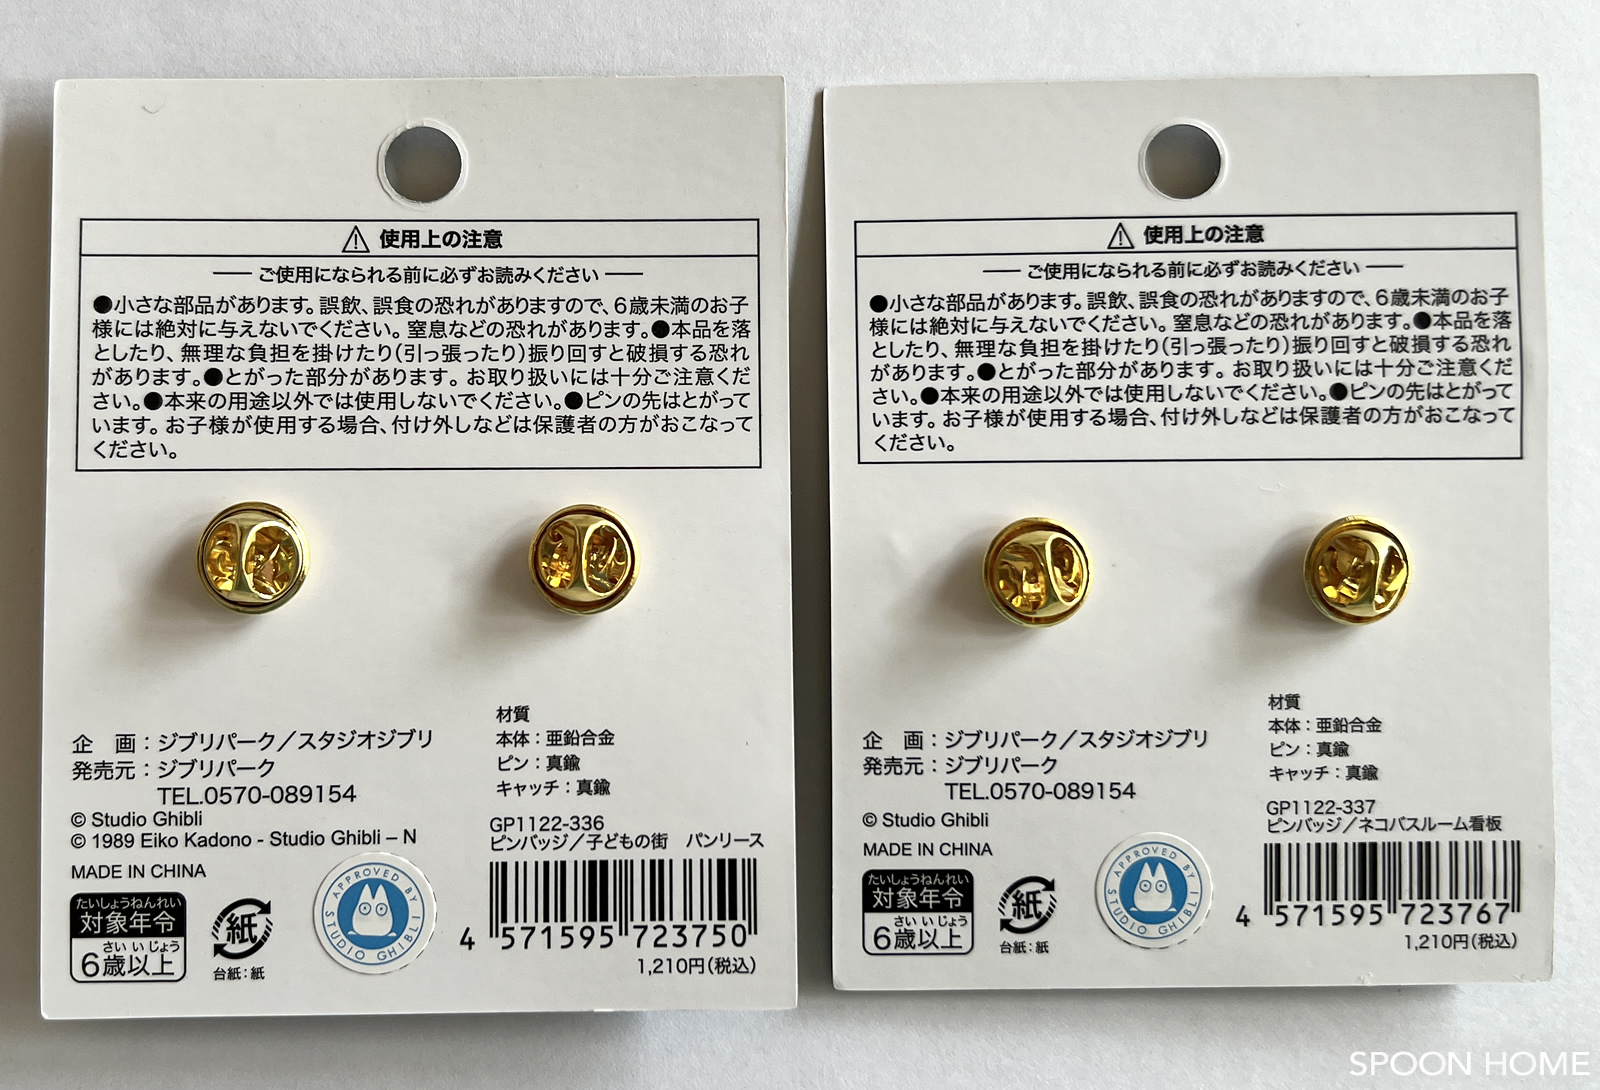 ⚠ 使用上の注意
ご使用になられる前に必ずお読みください
●小さな部品があります。誤飲、誤食の恐れがありますので、6歳未満のお子
様には絶対に与えないでください。窒息などの恐れがあります。●本品を落
としたり、無理な負担を掛けたり(引っ張ったり)振り回すと破損する恐れ
があります。●とがった部分があります。お取り扱いには十分ご注意くだ
さい。●本来の用途以外では使用しないでください。●ピンの先はとがって
います。お子様が使用する場合、付け外しなどは保護者の方がおこなって
ください。
企　画：ジブリパーク／スタジオジブリ
発売元：ジブリパーク
TEL.0570-089154
© Studio Ghibli
© 1989 Eiko Kadono - Studio Ghibli – N
MADE IN CHINA
たいしょうねんれい
対象年令
さい い じょう
6歳以上
紙
台紙：紙
APPROVED BY STUDIO GHIBLI
材質
本体：亜鉛合金
ピン：真鍮
キャッチ：真鍮
GP1122-336
ピンバッジ／子どもの街　パンリース
4 571595 723750
1,210円(税込)
⚠ 使用上の注意
ご使用になられる前に必ずお読みください
●小さな部品があります。誤飲、誤食の恐れがありますので、6歳未満のお子
様には絶対に与えないでください。窒息などの恐れがあります。●本品を落
としたり、無理な負担を掛けたり(引っ張ったり)振り回すと破損する恐れ
があります。●とがった部分があります。お取り扱いには十分ご注意くだ
さい。●本来の用途以外では使用しないでください。●ピンの先はとがって
います。お子様が使用する場合、付け外しなどは保護者の方がおこなって
ください。
企　画：ジブリパーク／スタジオジブリ
発売元：ジブリパーク
TEL.0570-089154
© Studio Ghibli
MADE IN CHINA
たいしょうねんれい
対象年令
さい い じょう
6歳以上
紙
台紙：紙
APPROVED BY STUDIO GHIBLI
材質
本体：亜鉛合金
ピン：真鍮
キャッチ：真鍮
GP1122-337
ピンバッジ／ネコバスルーム看板
4 571595 723767
1,210円(税込)
SPOON HOME